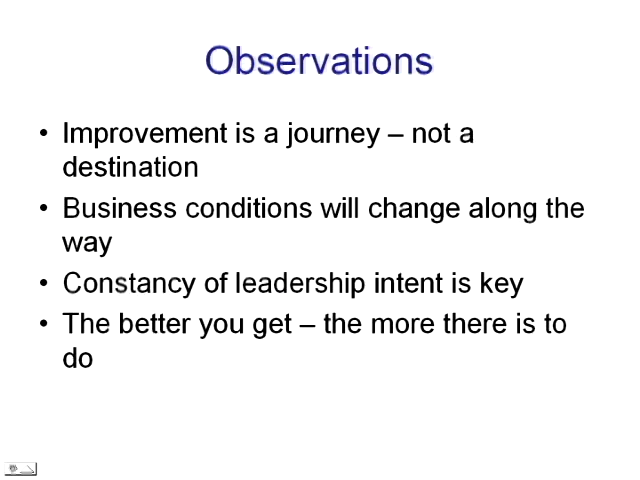 Observations
• Improvement is a journey – not a
destination
• Business conditions will change along the
way
• Constancy of leadership intent is key
• The better you get – the more there is to
do